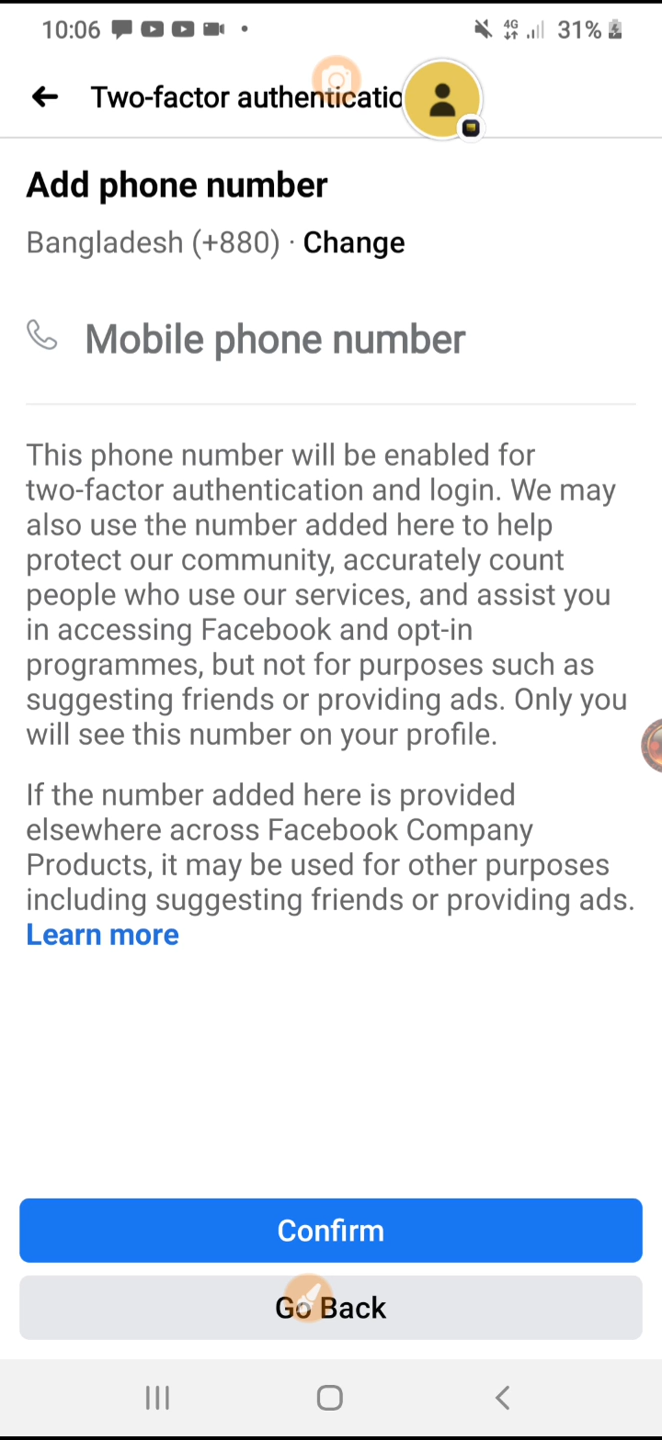 10:06
4G
31%
Two-factor authenticatio
Add phone number
Bangladesh (+880) · Change
Mobile phone number
This phone number will be enabled for
two-factor authentication and login. We may
also use the number added here to help
protect our community, accurately count
people who use our services, and assist you
in accessing Facebook and opt-in
programmes, but not for purposes such as
suggesting friends or providing ads. Only you
will see this number on your profile.
If the number added here is provided
elsewhere across Facebook Company
Products, it may be used for other purposes
including suggesting friends or providing ads.
Learn more
Confirm
Go Back